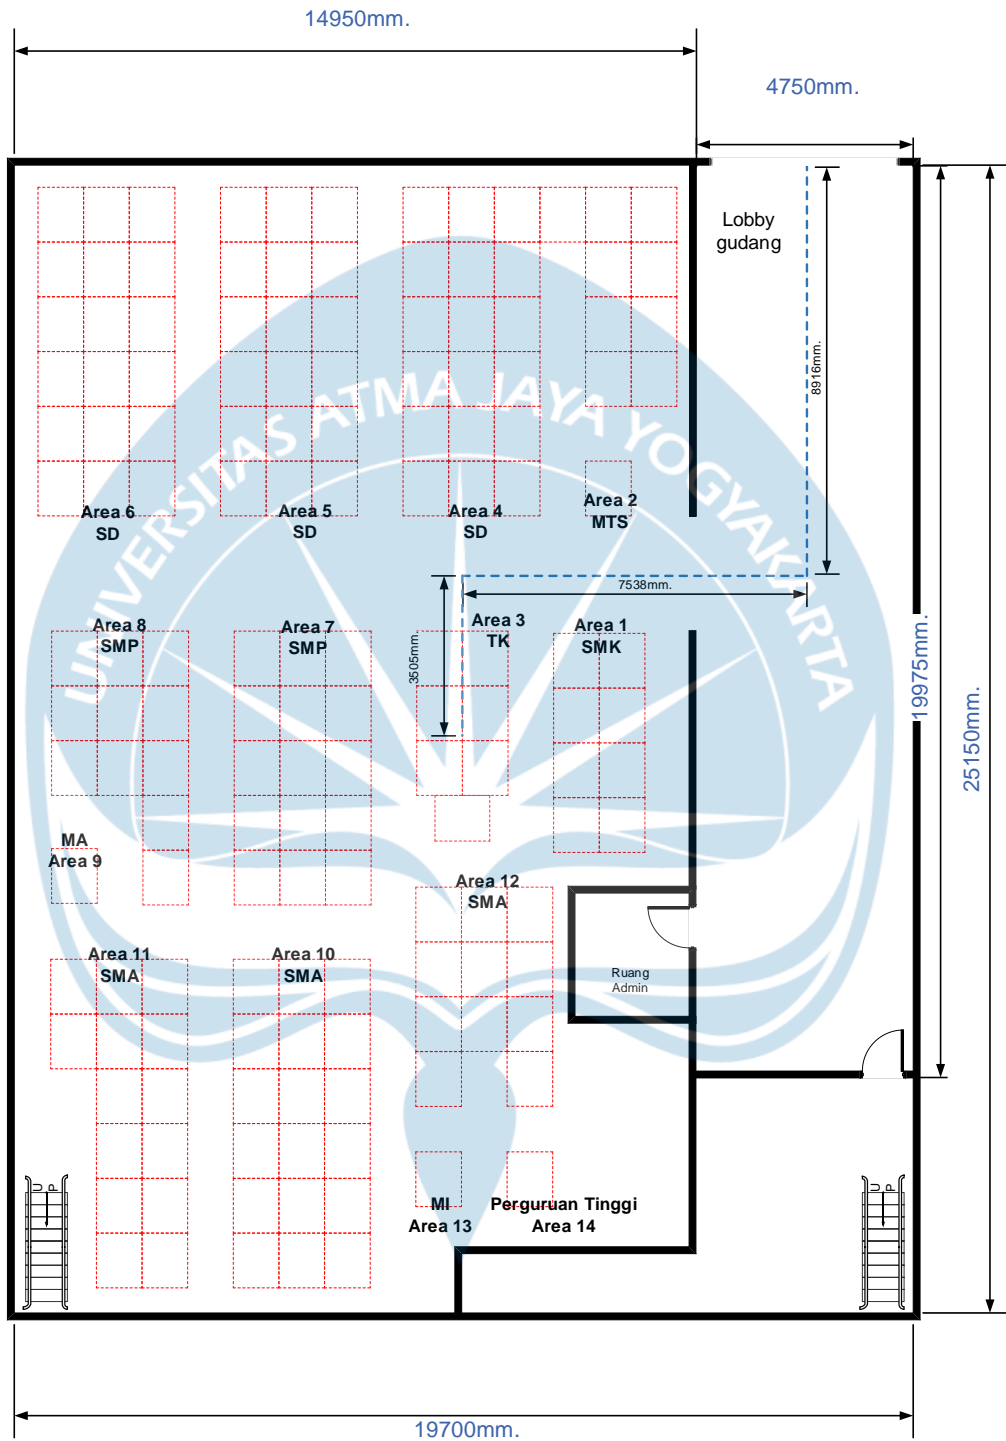 14950mm.
4750mm.
Lobby
gudang
8916mm.
UNIVERSITAS ATMA JAYA YOGYAKARTA
Area 6
SD
Area 5
SD
Area 4
SD
Area 2
MTS
7538mm.
Area 8
SMP
Area 7
SMP
Area 3
TK
Area 1
SMK
3505mm.
19975mm.
25150mm.
MA
Area 9
Area 12
SMA
Area 11
SMA
Area 10
SMA
Ruang
Admin
UP
UP
MI
Area 13
Perguruan Tinggi
Area 14
19700mm.